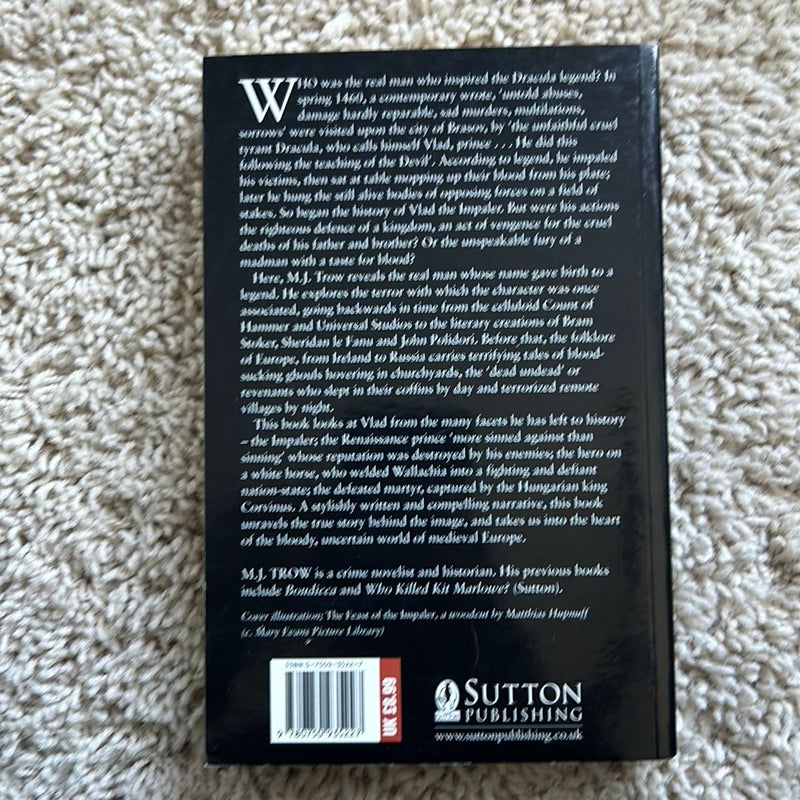 WHO was the real man who inspired the Dracula legend? In
spring 1460, a contemporary wrote, 'untold abuses,
damage hardly reparable, sad murders, multilations,
sorrows' were visited upon the city of Brasov, by 'the unfaithful cruel
tyrant Dracula, who calls himself Vlad, prince . . . He did this
following the teaching of the Devil'. According to legend, he impaled
his victims, then sat at table mopping up their blood from his plate;
later he hung the still alive bodies of opposing forces on a field of
stakes. So began the history of Vlad the Impaler. But were his actions
the righteous defence of a kingdom, an act of vengence for the cruel
deaths of his father and brother? Or the unspeakable fury of a
madman with a taste for blood?
Here, M.J. Trow reveals the real man whose name gave birth to a
legend. He explores the terror with which the character was once
associated, going backwards in time from the celluloid Count of
Hammer and Universal Studios to the literary creations of Bram
Stoker, Sheridan le Fanu and John Polidori. Before that, the folklore
of Europe, from Ireland to Russia carries terrifying tales of blood-
sucking ghouls hovering in churchyards, the 'dead undead' or
revenants who slept in their coffins by day and terrorized remote
villages by night.
This book looks at Vlad from the many facets he has left to history
– the Impaler; the Renaissance prince 'more sinned against than
sinning' whose reputation was destroyed by his enemies; the hero on
a white horse, who welded Wallachia into a fighting and defiant
nation-state; the defeated martyr, captured by the Hungarian king
Corvinus. A stylishly written and compelling narrative, this book
unravels the true story behind the image, and takes us into the heart
of the bloody, uncertain world of medieval Europe.
M.J. TROW is a crime novelist and historian. His previous books
include Boudicca and Who Killed Kit Marlowe? (Sutton).
Cover illustration: The Feast of the Impaler, a woodcut by Matthias Hupnuff
(c. Mary Evans Picture Library)
ISBN 0-7509-3522-7
9 780750 935227
UK £8.99
SUTTON
PUBLISHING
www.suttonpublishing.co.uk